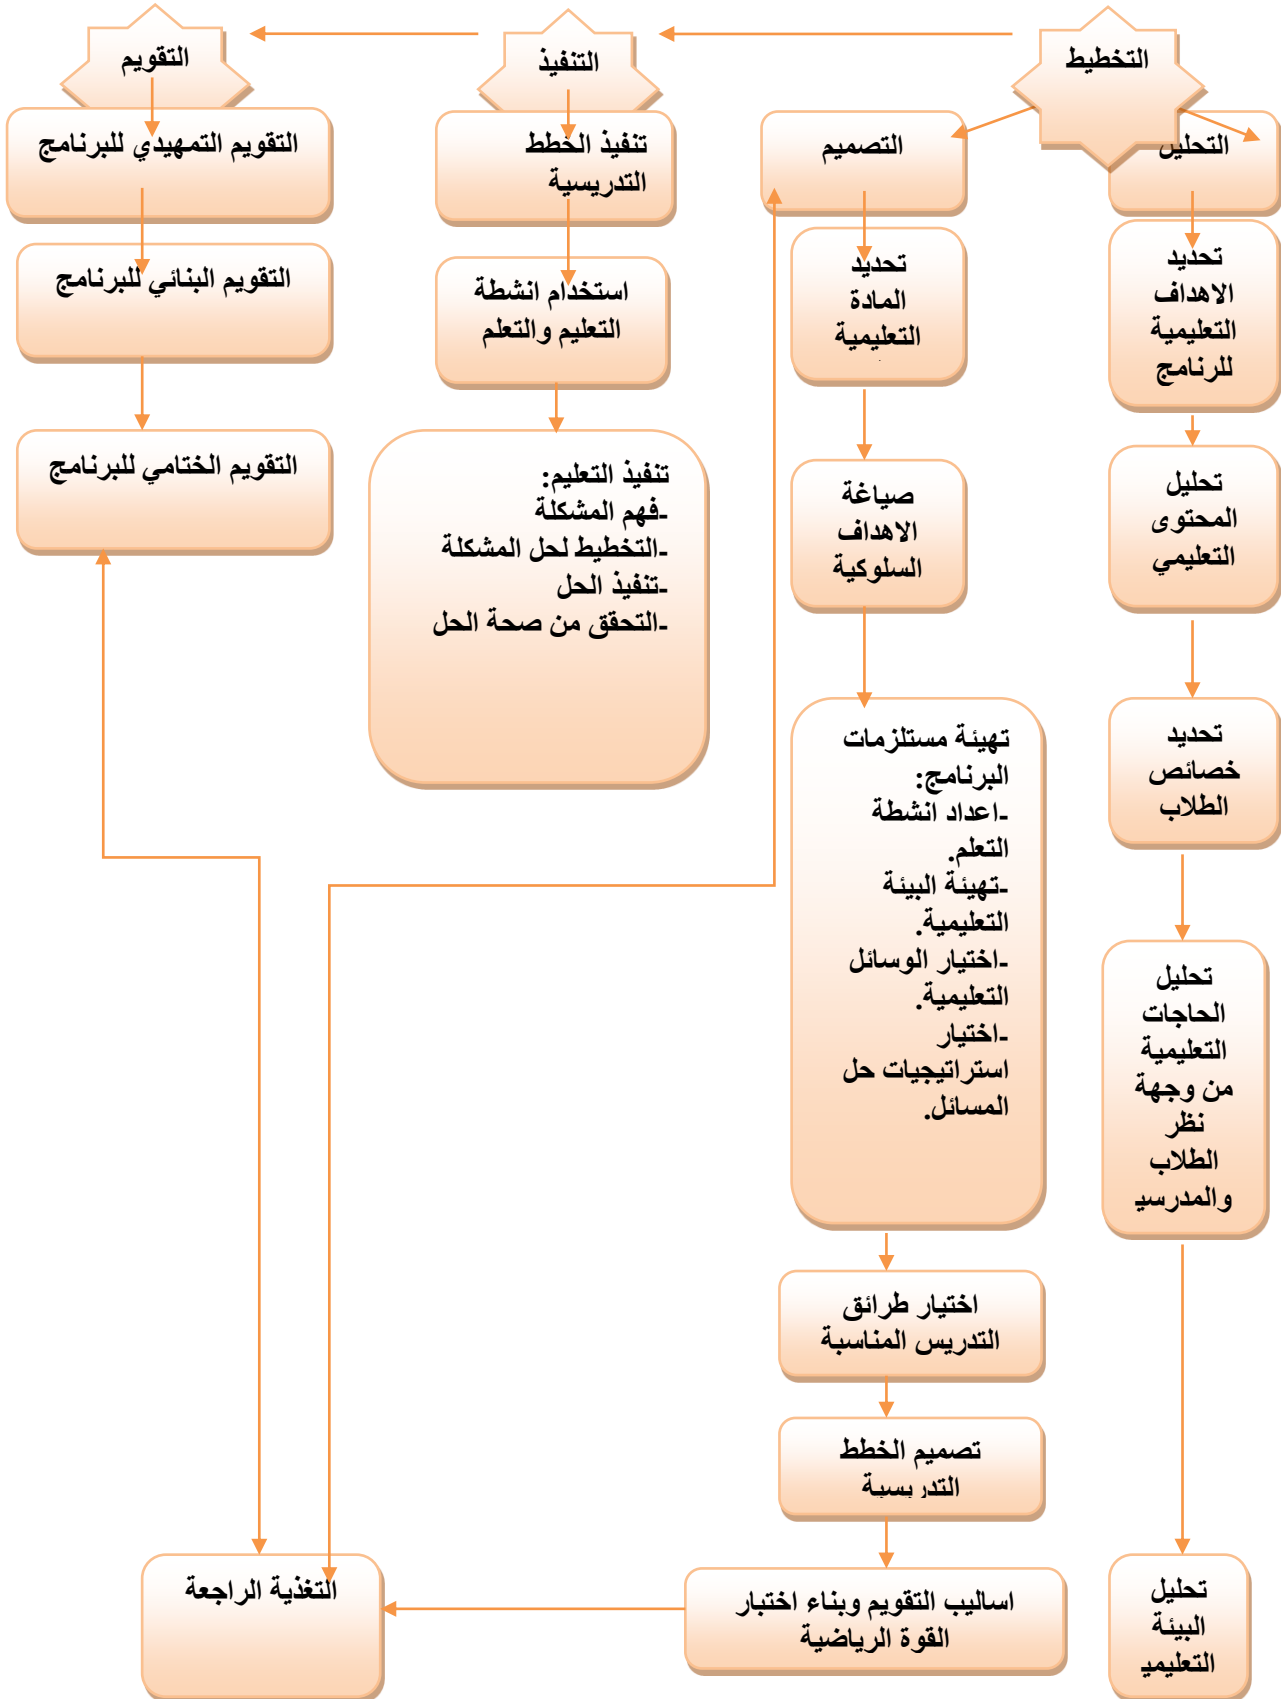 التخطيط
التنفيذ
التقويم
التحليل
التصميم
تنفيذ الخطط
التدريسية
التقويم التمهيدي للبرنامج
تحديد
الاهداف
التعليمية
للرنامج
تحديد
المادة
التعليمية
استخدام انشطة
التعليم والتعلم
التقويم البنائي للبرنامج
تحليل
المحتوى
التعليمي
صياغة
الاهداف
السلوكية
تنفيذ التعليم:
-فهم المشكلة
-التخطيط لحل المشكلة
-تنفيذ الحل
-التحقق من صحة الحل
التقويم الختامي للبرنامج
تحديد
خصائص
الطلاب
تهيئة مستلزمات
البرنامج:
-اعداد انشطة
التعلم.
-تهيئة البيئة
التعليمية.
-اختيار الوسائل
التعليمية.
-اختيار
استراتيجيات حل
المسائل.
تحليل
الحاجات
التعليمية
من وجهة
نظر
الطلاب
والمدرسي
اختيار طرائق
التدريس المناسبة
تصميم الخطط
التدريسية
تحليل
البيئة
التعليمي
اساليب التقويم وبناء اختبار
القوة الرياضية
التغذية الراجعة